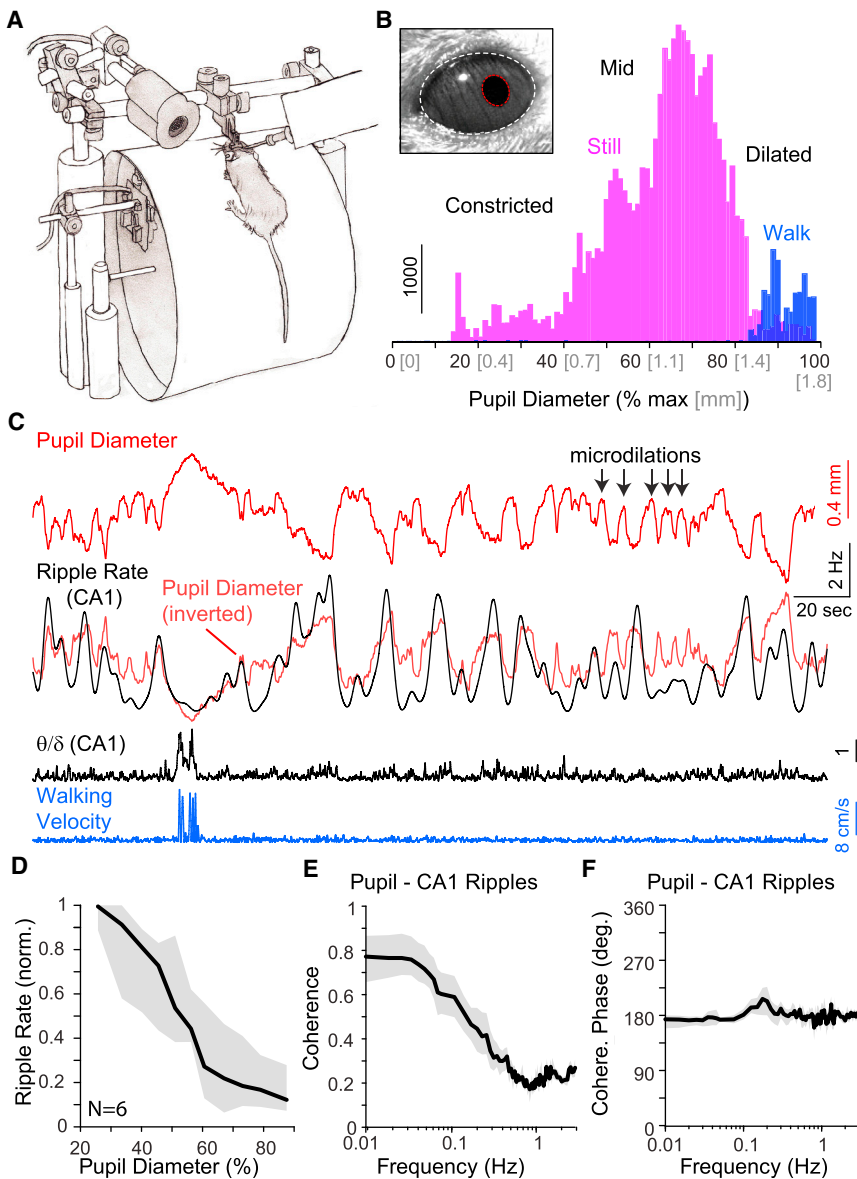 A
B
Mid
Still
Dilated
Constricted
Walk
1000
0 [0] 20 [0.4] 40 [0.7] 60 [1.1] 80 [1.4] 100
[1.8]
Pupil Diameter (% max [mm])
C
Pupil Diameter
microdilations
0.4 mm
Ripple Rate
(CA1)
Pupil Diameter
(inverted)
2 Hz
20 sec
θ/δ (CA1)
1
Walking
Velocity
8 cm/s
D
1
0.8
0.6
0.4
0.2
0
Ripple Rate (norm.)
N=6
20 40 60 80
Pupil Diameter (%)
E
Pupil - CA1 Ripples
1
0.8
0.6
0.4
0.2
0
Coherence
0.01 0.1 1
Frequency (Hz)
F
Pupil - CA1 Ripples
360
270
180
90
0
Cohere. Phase (deg.)
0.01 0.1 1
Frequency (Hz)